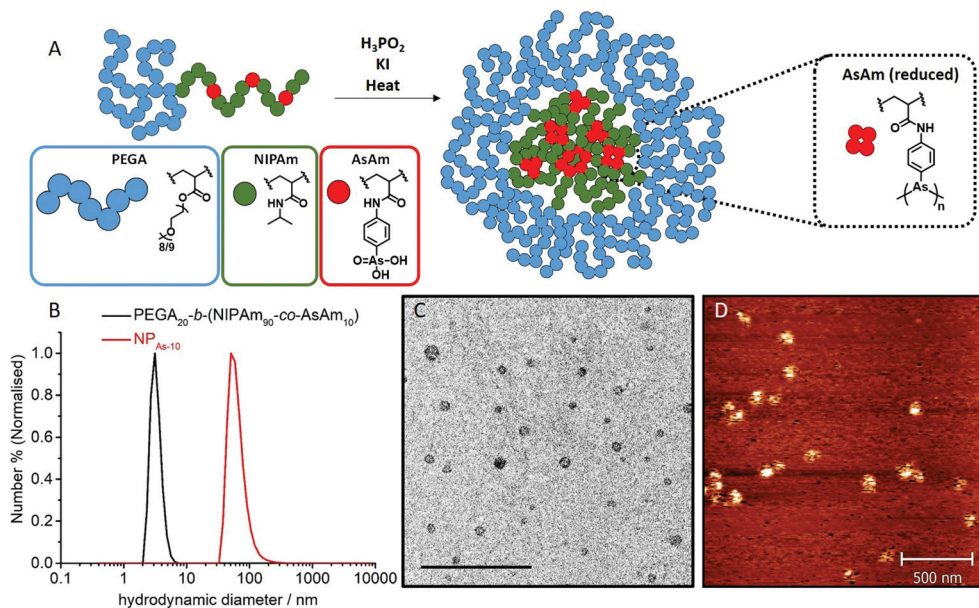 A
H₃PO₂
KI
Heat
AsAm (reduced)
O
NH
As
n
PEGA
O
O
O
8/9
NIPAm
O
HN
AsAm
O
HN
O=As-OH
OH
B
PEGA₂₀-b-(NIPAm₉₀-co-AsAm₁₀)
NP_As-10
Number % (Normalised)
1.0
0.8
0.6
0.4
0.2
0.0
0.1
1
10
100
1000
10000
hydrodynamic diameter / nm
C
D
500 nm